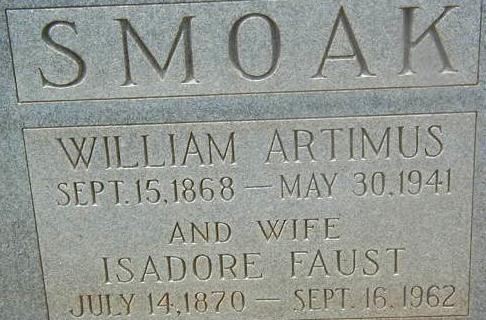 SMOAK
WILLIAM ARTIMUS
SEPT. 15, 1868 — MAY 30, 1941
AND WIFE
ISADORE FAUST
JULY 14, 1870 — SEPT. 16, 1962